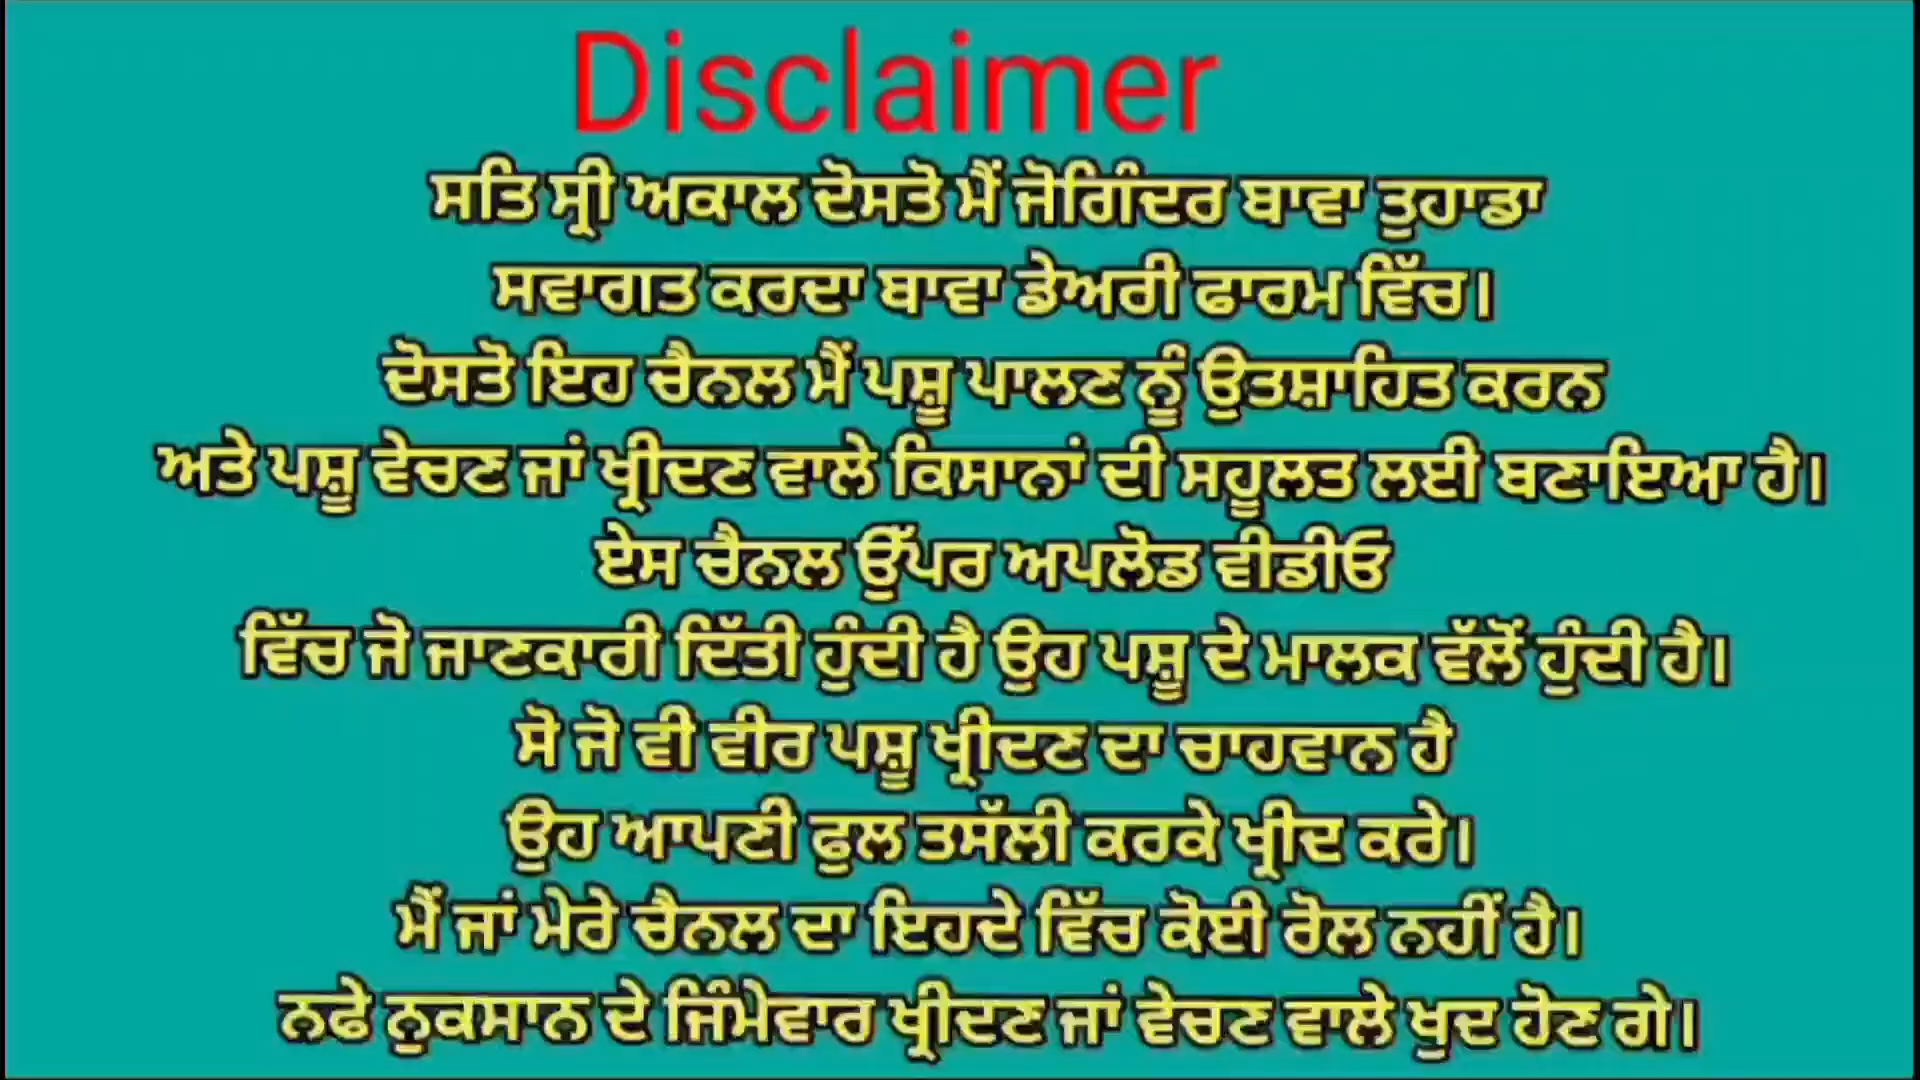 Disclaimer
ਸਤਿ ਸ੍ਰੀ ਅਕਾਲ ਦੋਸਤੋ ਮੈਂ ਜੋਗਿੰਦਰ ਬਾਵਾ ਤੁਹਾਡਾ
ਸਵਾਗਤ ਕਰਦਾ ਬਾਵਾ ਡੇਅਰੀ ਫਾਰਮ ਵਿੱਚ।
ਦੋਸਤੋ ਇਹ ਚੈਨਲ ਮੈਂ ਪਸ਼ੂ ਪਾਲਣ ਨੂੰ ਉਤਸ਼ਾਹਿਤ ਕਰਨ
ਅਤੇ ਪਸ਼ੂ ਵੇਚਣ ਜਾਂ ਖ੍ਰੀਦਣ ਵਾਲੇ ਕਿਸਾਨਾਂ ਦੀ ਸਹੂਲਤ ਲਈ ਬਣਾਇਆ ਹੈ।
ਏਸ ਚੈਨਲ ਉੱਪਰ ਅਪਲੋਡ ਵੀਡੀਓ
ਵਿੱਚ ਜੋ ਜਾਣਕਾਰੀ ਦਿੱਤੀ ਹੁੰਦੀ ਹੈ ਉਹ ਪਸ਼ੂ ਦੇ ਮਾਲਕ ਵੱਲੋਂ ਹੁੰਦੀ ਹੈ।
ਸੋ ਜੋ ਵੀ ਵੀਰ ਪਸ਼ੂ ਖ੍ਰੀਦਣ ਦਾ ਚਾਹਵਾਨ ਹੈ
ਉਹ ਆਪਣੀ ਫੁਲ ਤਸੱਲੀ ਕਰਕੇ ਖ੍ਰੀਦ ਕਰੇ।
ਮੈਂ ਜਾਂ ਮੇਰੇ ਚੈਨਲ ਦਾ ਇਹਦੇ ਵਿੱਚ ਕੋਈ ਰੋਲ ਨਹੀਂ ਹੈ।
ਨਫੇ ਨੁਕਸਾਨ ਦੇ ਜਿੰਮੇਵਾਰ ਖ੍ਰੀਦਣ ਜਾਂ ਵੇਚਣ ਵਾਲੇ ਖੁਦ ਹੋਣ ਗੇ।